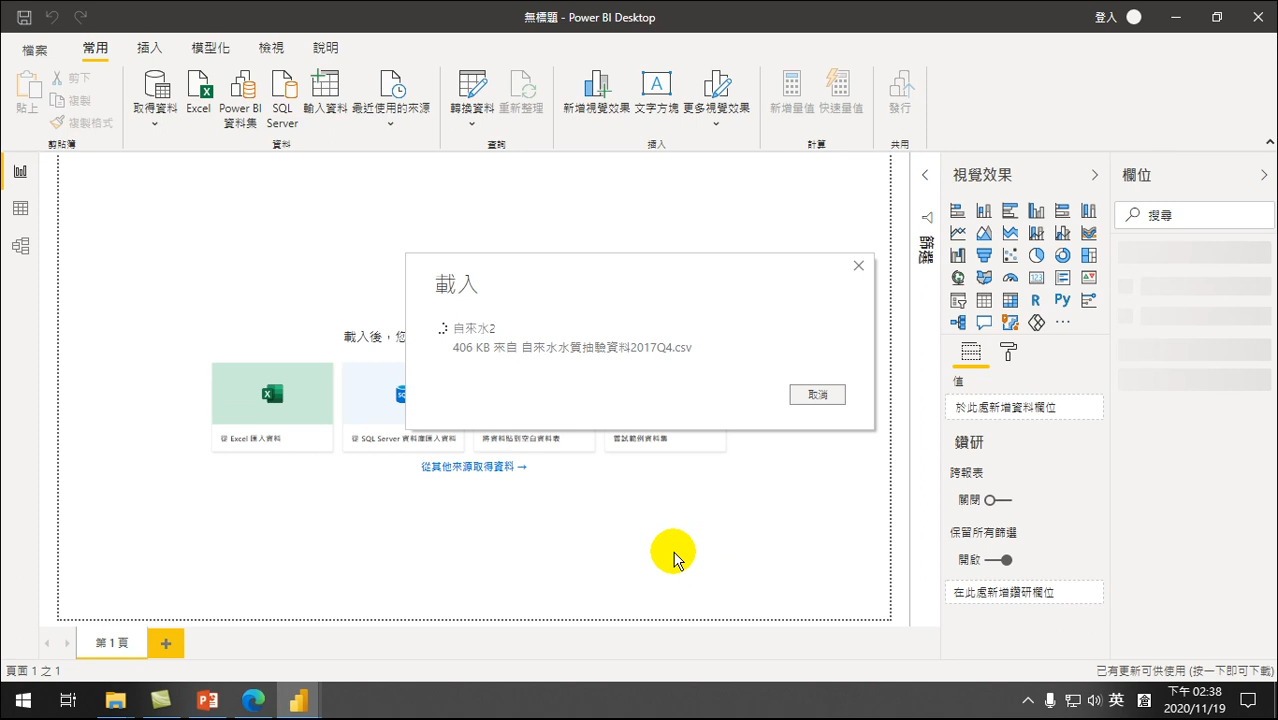 無標題 - Power BI Desktop
登入
檔案
常用
插入
模型化
檢視
說明
貼上
剪下
複製
複製格式
剪貼簿
取得資料
Excel
Power BI
資料集
SQL
Server
輸入資料
最近使用的來源
資料
轉換資料
重新整理
查詢
新增視覺效果
文字方塊
更多視覺效果
插入
新增量值
快速量值
計算
發行
共用
篩選
視覺效果
欄位
搜尋
載入後，您
載入
自來水2
406 KB 來自 自來水水質抽驗資料2017Q4.csv
取消
從 Excel 匯入資料
從 SQL Server 資料庫匯入資料
將資料貼到空白資料表
嘗試範例資料集
從其他來源取得資料 →
R
Py
值
於此處新增資料欄位
鑽研
跨報表
關閉
保留所有篩選
開啟
在此處新增鑽研欄位
第 1 頁
頁面 1 之 1
已有更新可供使用 (按一下即可下載)
英
下午 02:38
2020/11/19